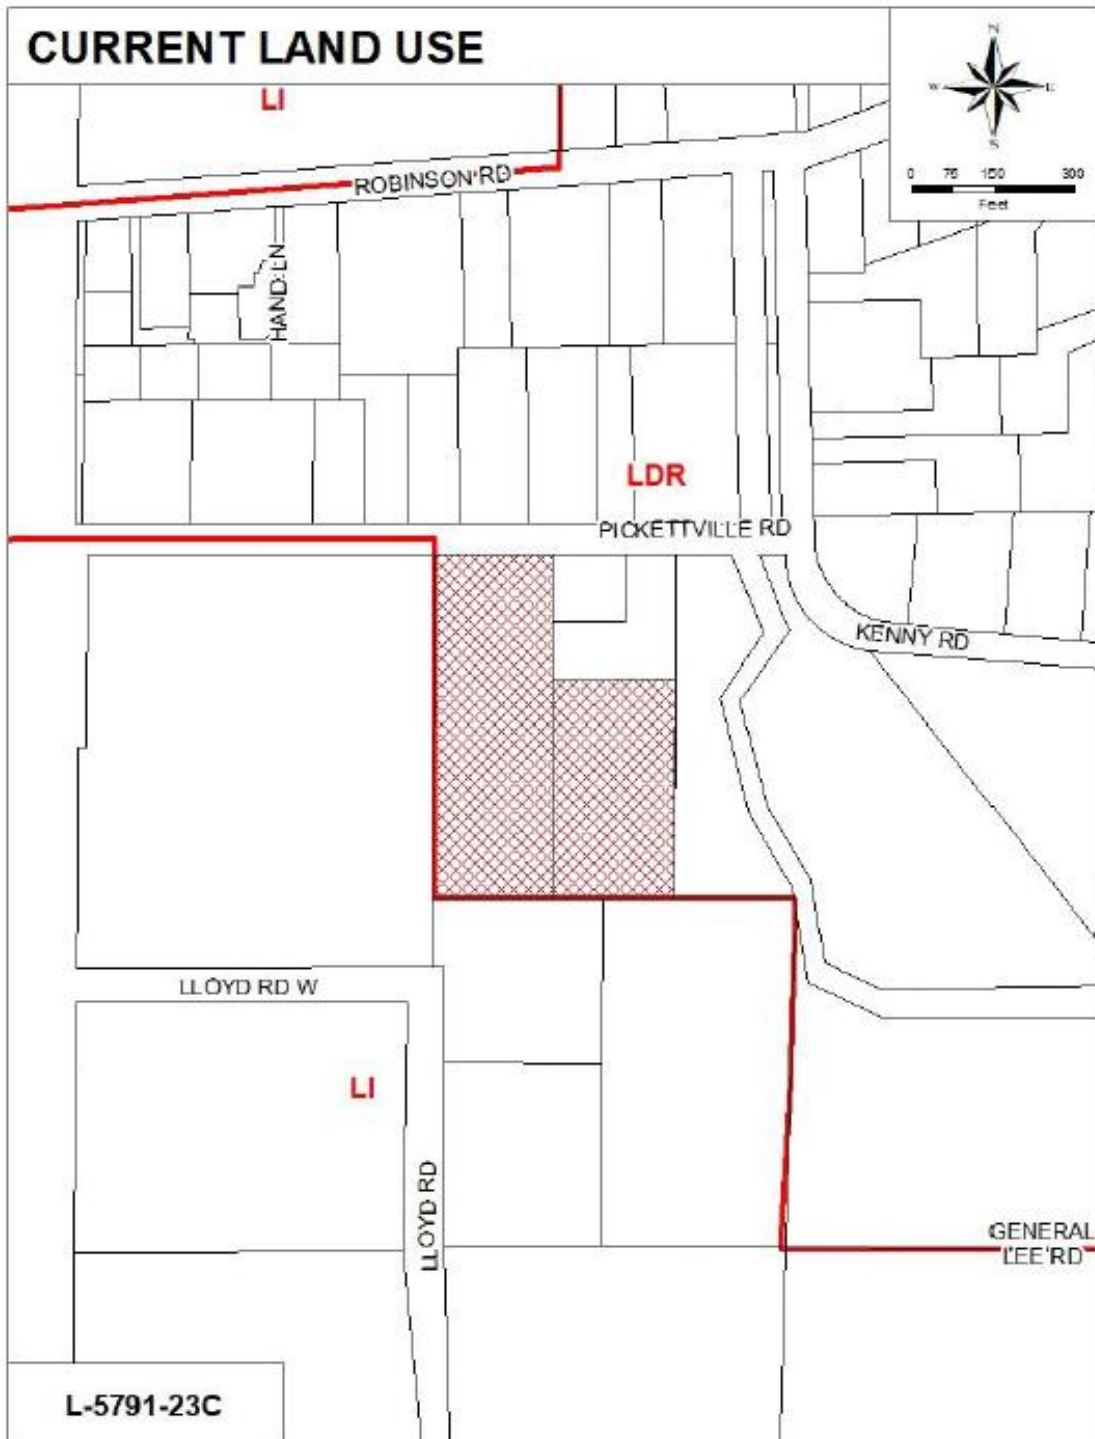 CURRENT LAND USE
N
W
E
S
0 75 150 300
Feet
LI
ROBINSON RD
HAND LN
LDR
PICKETTVILLE RD
KENNY RD
LLOYD RD W
LI
LLOYD RD
GENERAL
LEE RD
L-5791-23C